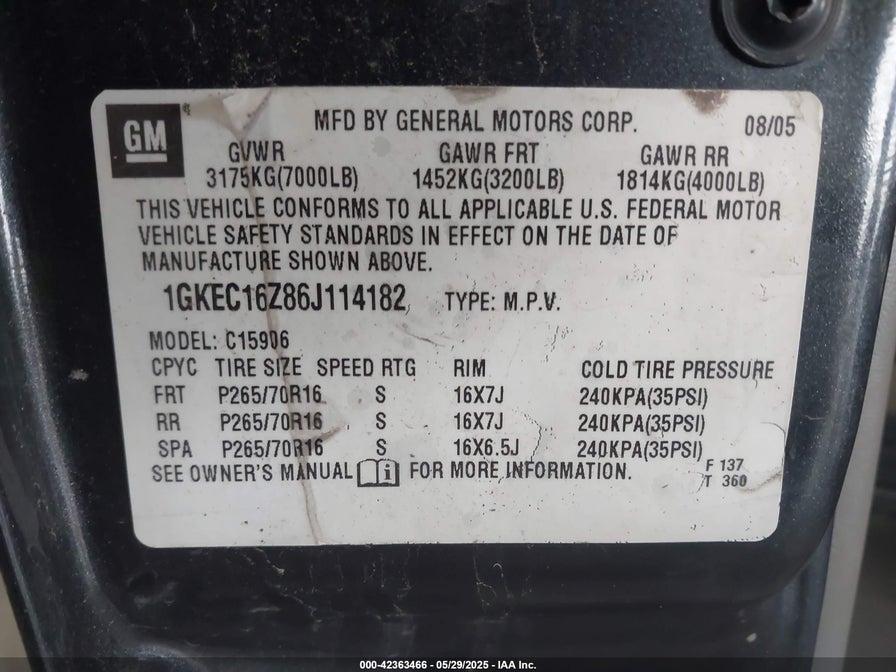 GM
MFD BY GENERAL MOTORS CORP. 08/05
GVWR GAWR FRT GAWR RR
3175KG(7000LB) 1452KG(3200LB) 1814KG(4000LB)
THIS VEHICLE CONFORMS TO ALL APPLICABLE U.S. FEDERAL MOTOR
VEHICLE SAFETY STANDARDS IN EFFECT ON THE DATE OF
MANUFACTURE SHOWN ABOVE.
1GKEC16Z86J114182 TYPE: M.P.V.
MODEL: C15906
CPYC TIRE SIZE SPEED RTG RIM COLD TIRE PRESSURE
FRT P265/70R16 S 16X7J 240KPA(35PSI)
RR P265/70R16 S 16X7J 240KPA(35PSI)
SPA P265/70R16 S 16X6.5J 240KPA(35PSI)
SEE OWNER'S MANUAL i FOR MORE INFORMATION.
F 137
T 360
000-42363466 - 05/29/2025 - IAA Inc.